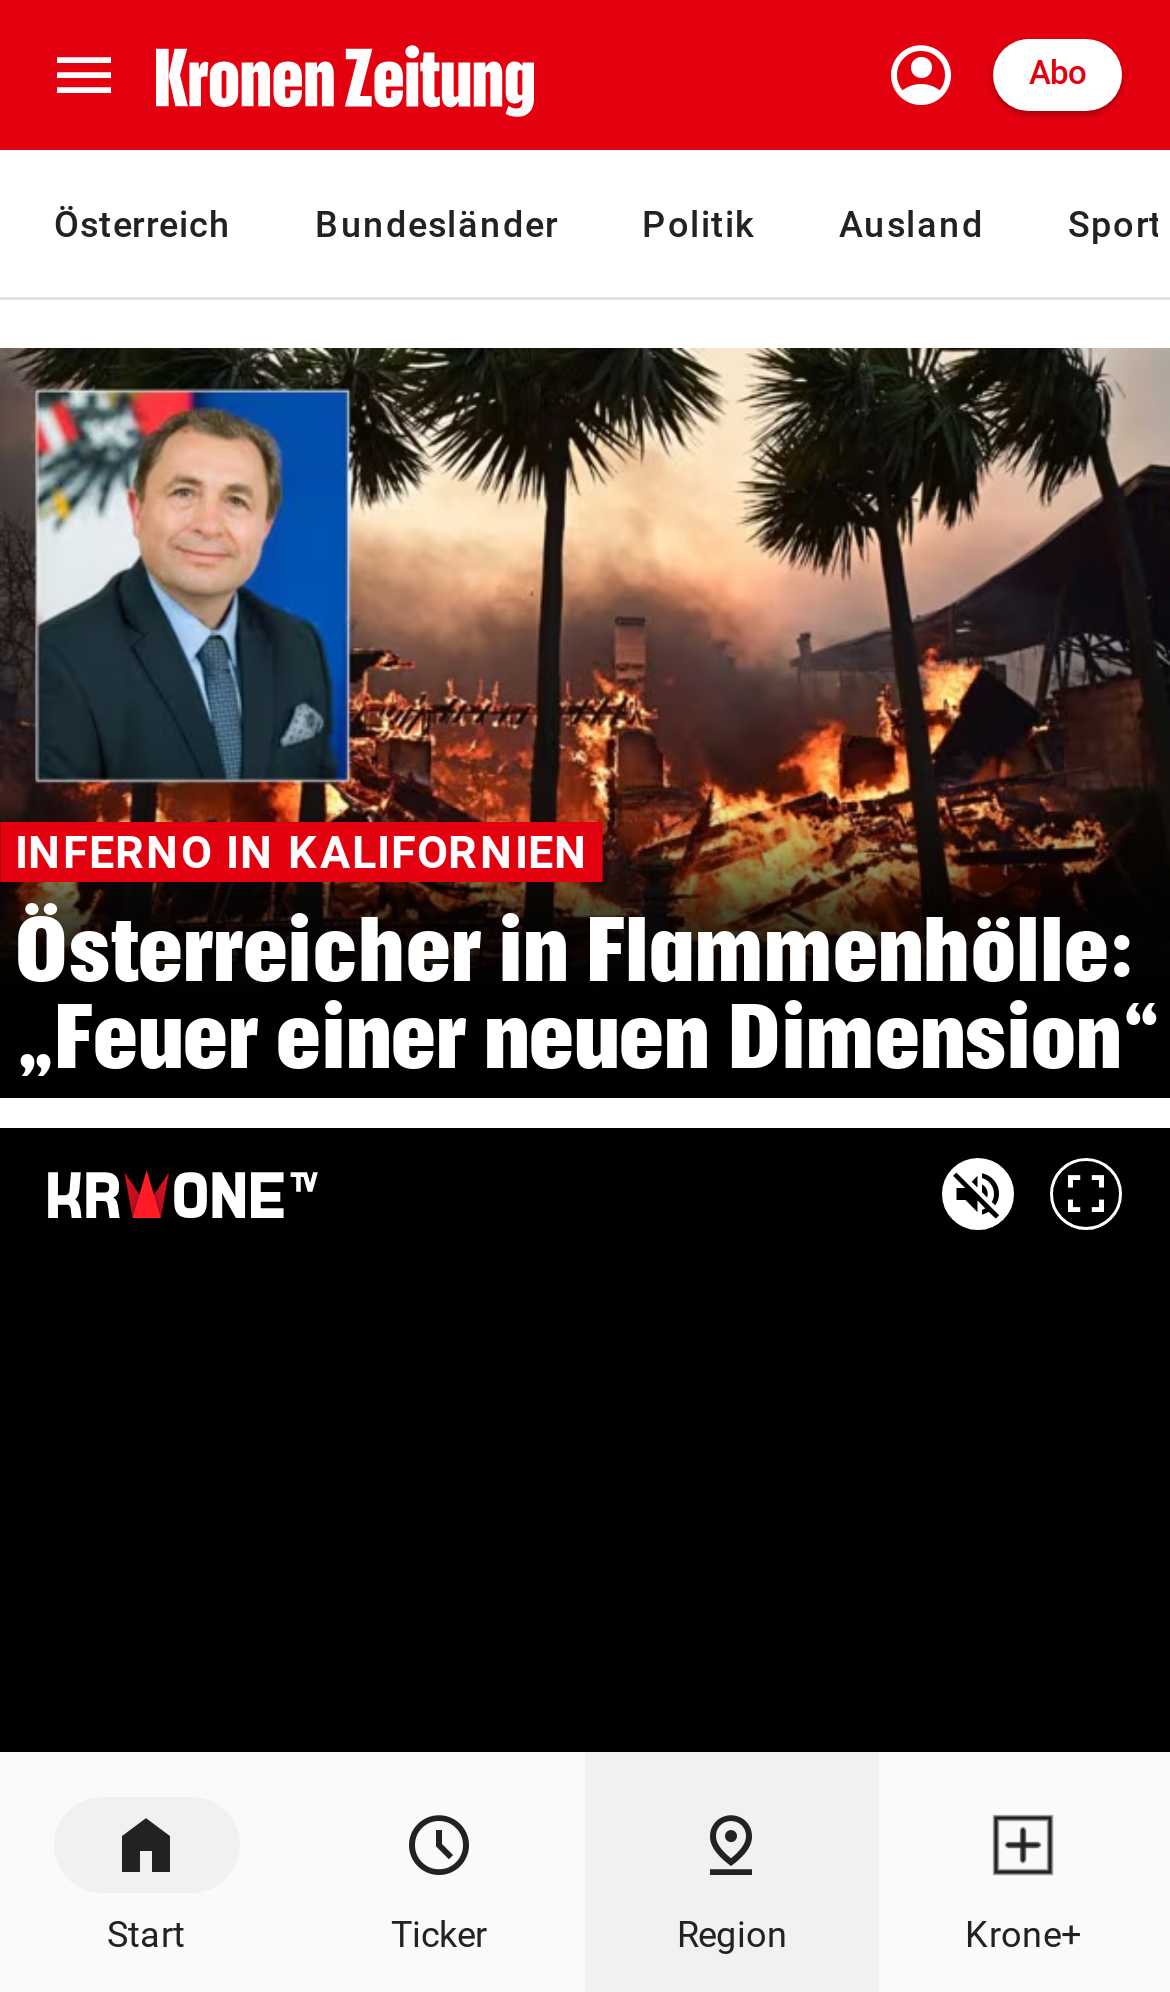 Kronen Zeitung
Abo
Österreich Bundesländer Politik Ausland Sport
INFERNO IN KALIFORNIEN
Österreicher in Flammenhölle:
„Feuer einer neuen Dimension“
KRONE TV
Start Ticker Region Krone+